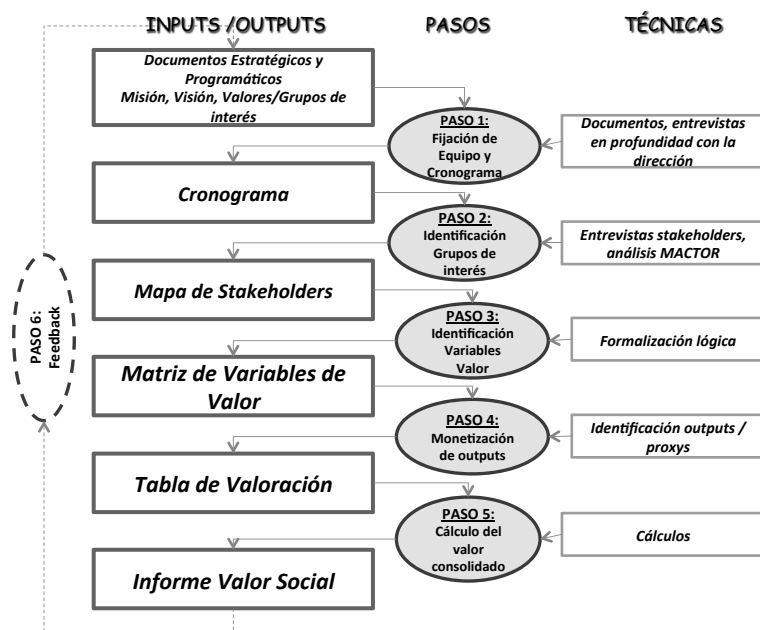 INPUTS /OUTPUTS
PASOS
TÉCNICAS
Documentos Estratégicos y
Programáticos
Misión, Visión, Valores/Grupos de
interés
PASO 1:
Fijación de
Equipo y
Cronograma
Documentos, entrevistas
en profundidad con la
dirección
Cronograma
PASO 2:
Identificación
Grupos de
interés
Entrevistas stakeholders,
análisis MACTOR
Mapa de Stakeholders
PASO 3:
Identificación
Variables
Valor
Formalización lógica
Matriz de Variables de
Valor
PASO 4:
Monetización
de outputs
Identificación outputs /
proxys
Tabla de Valoración
PASO 5:
Cálculo del
valor
consolidado
Cálculos
Informe Valor Social
PASO 6:
Feedback